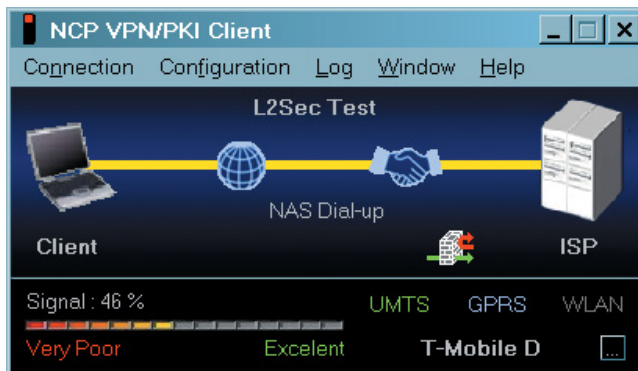 NCP VPN/PKI Client
Connection Configuration Log Window Help
L2Sec Test
NAS Dial-up
Client ISP
Signal : 46 % UMTS GPRS WLAN
Very Poor Excelent T-Mobile D ...